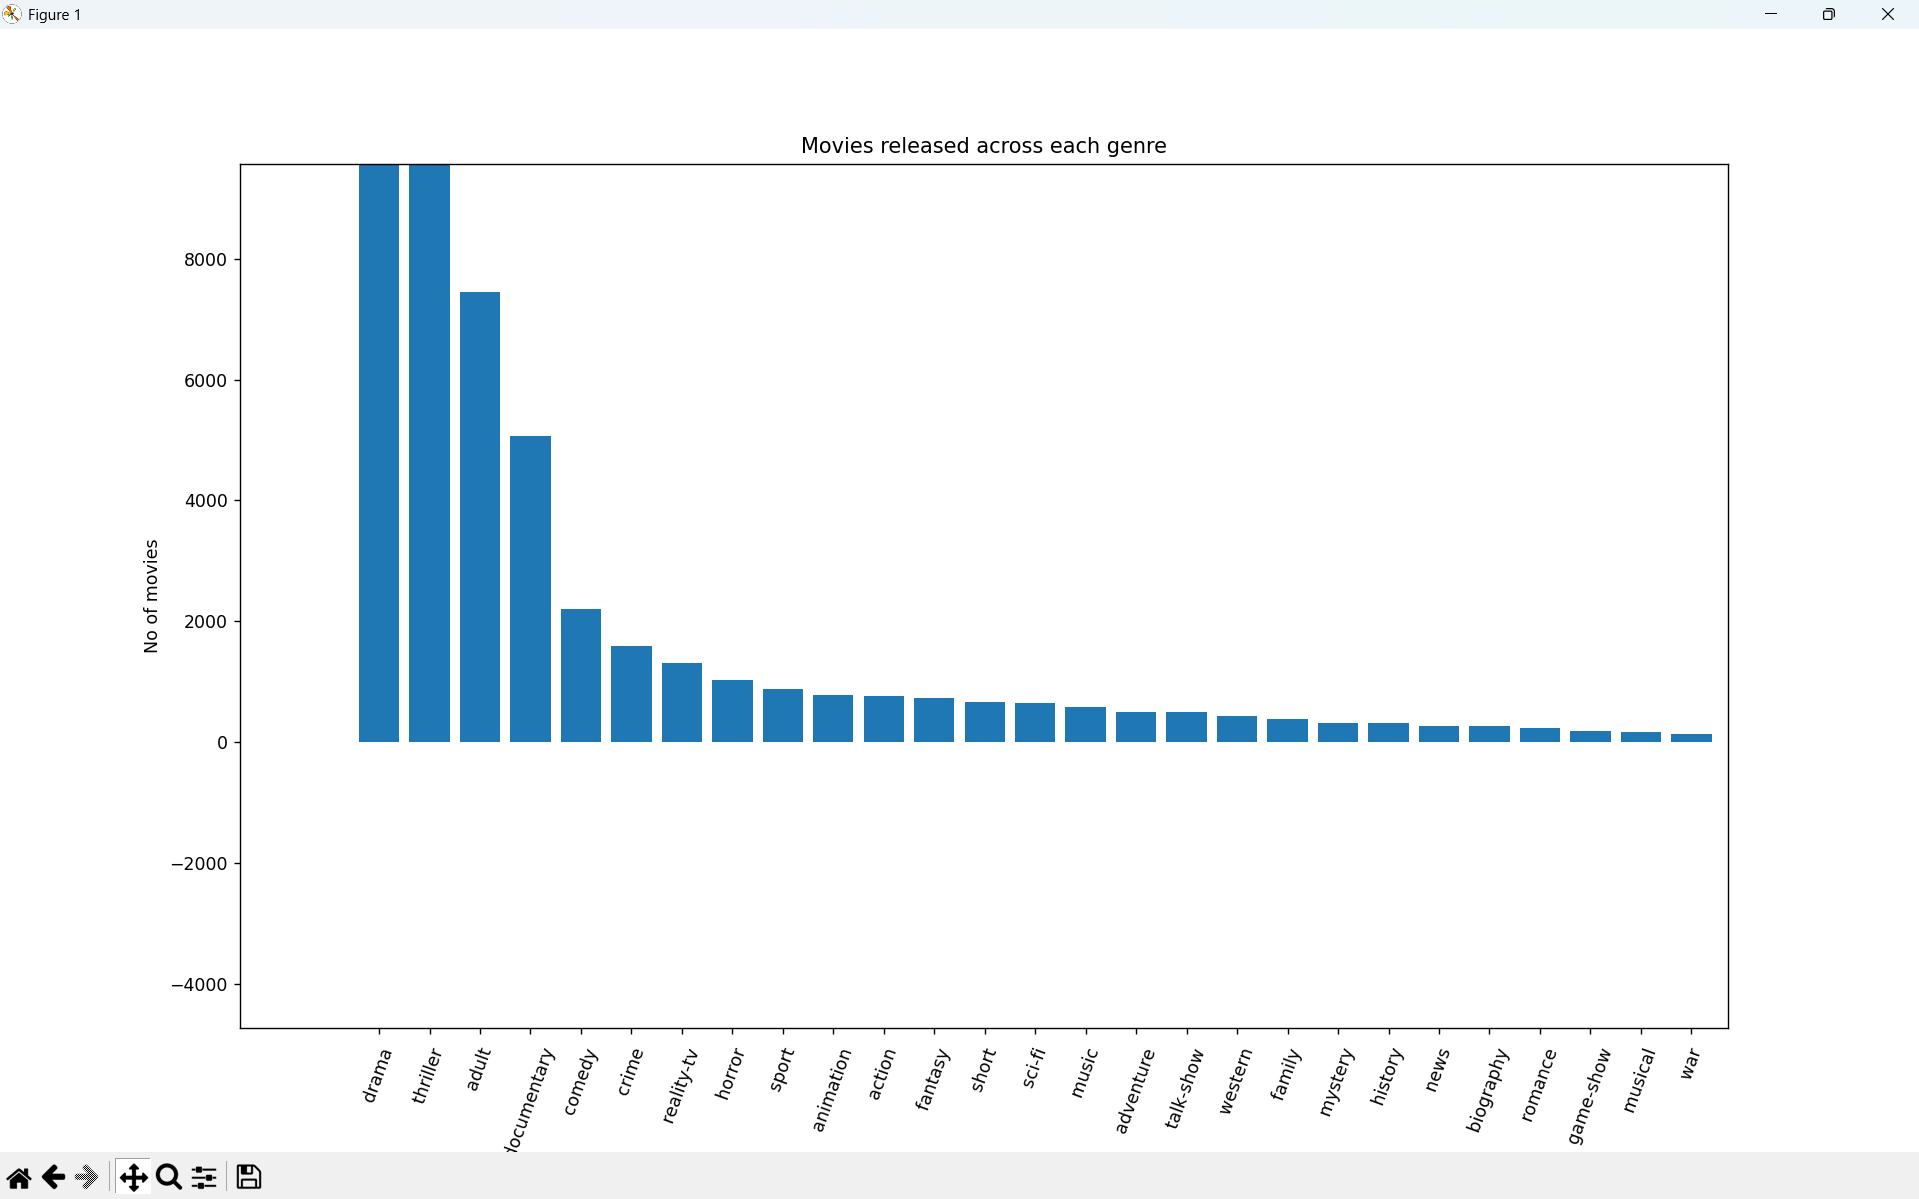 Figure 1
Movies released across each genre
No of movies
8000
6000
4000
2000
0
−2000
−4000
drama
thriller
adult
documentary
comedy
crime
reality-tv
horror
sport
animation
action
fantasy
short
sci-fi
music
adventure
talk-show
western
family
mystery
history
news
biography
romance
game-show
musical
war